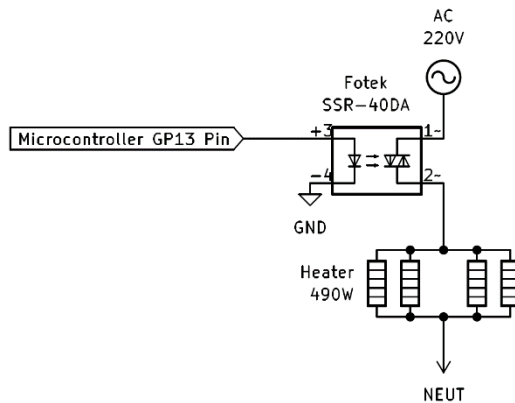 AC
220V
Fotek
SSR-40DA
Microcontroller GP13 Pin
+3
1~
-4
2~
GND
Heater
490W
NEUT